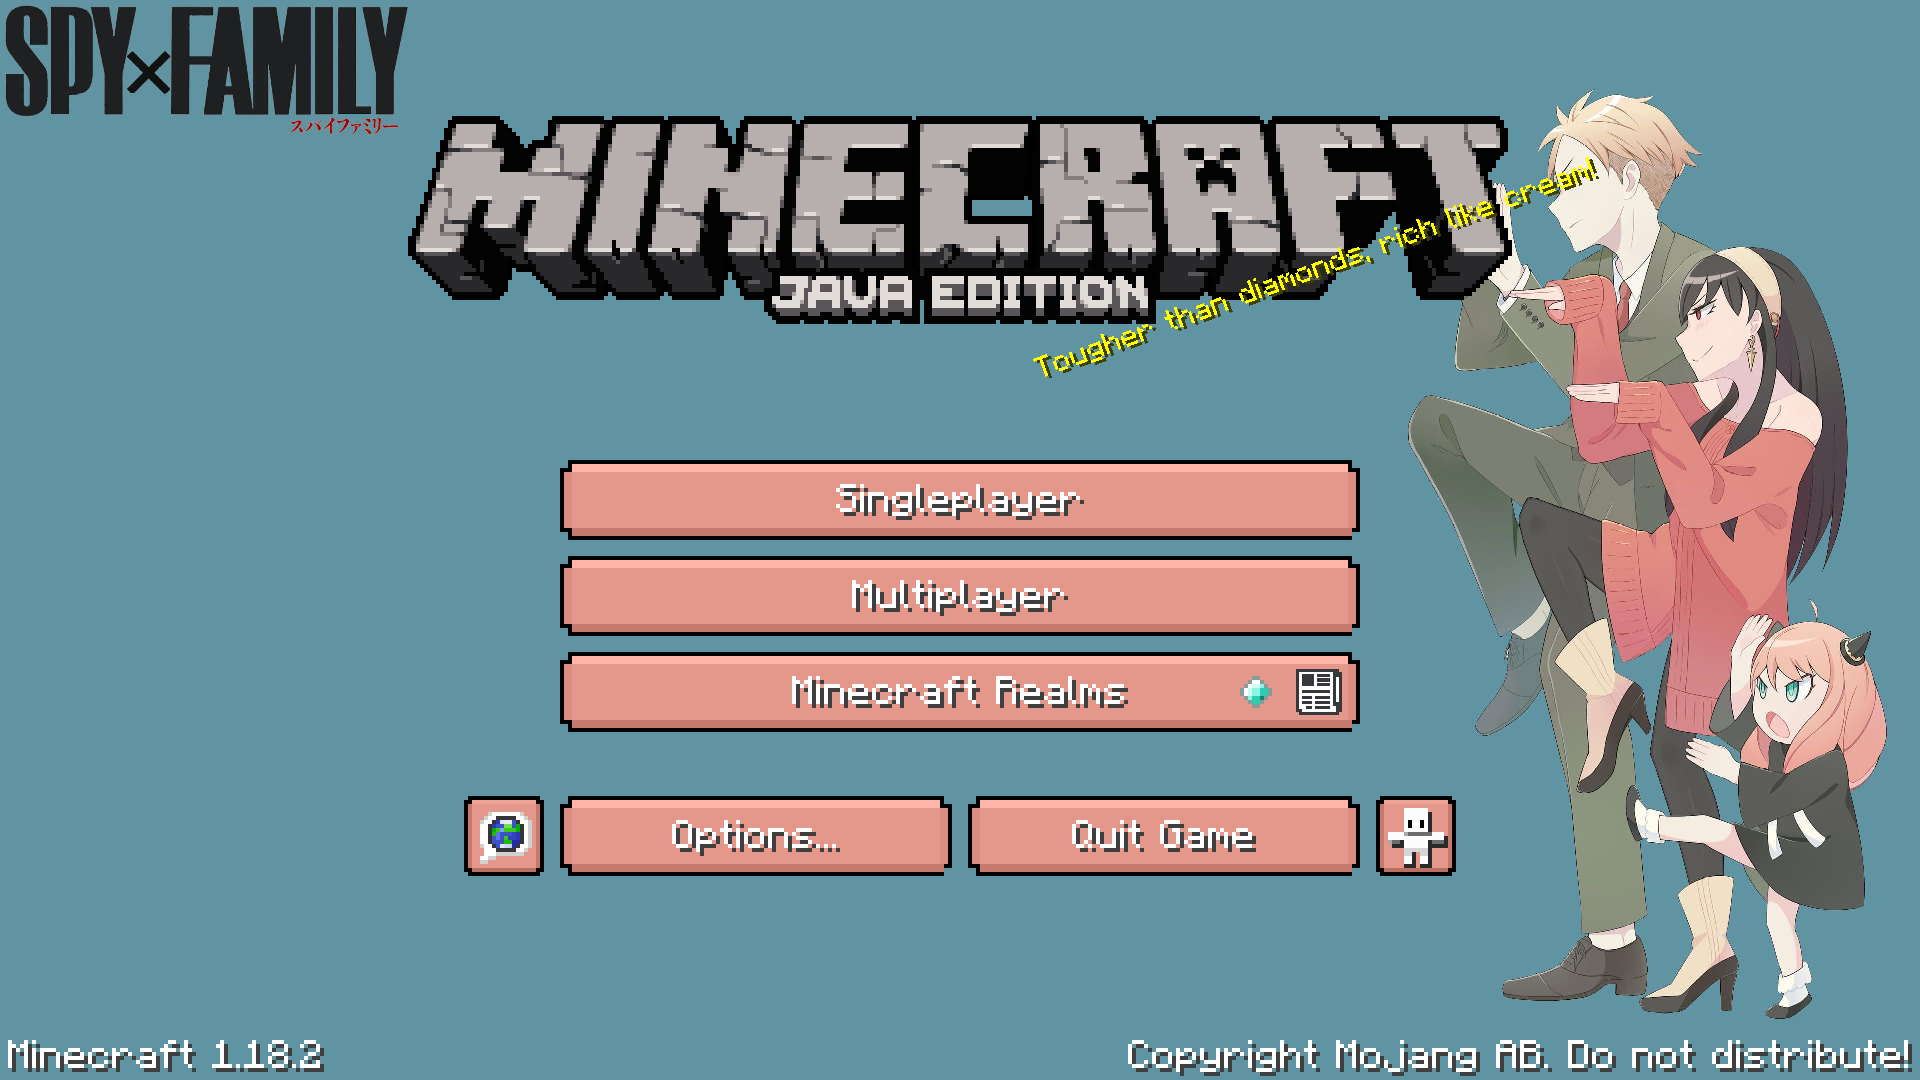 SPY×FAMILY
スパイファミリー
MINECRAFT
JAVA EDITION
Tougher than diamonds, rich like cream!
Singleplayer
Multiplayer
Minecraft Realms
Options...
Quit Game
Minecraft 1.18.2
Copyright Mojang AB. Do not distribute!